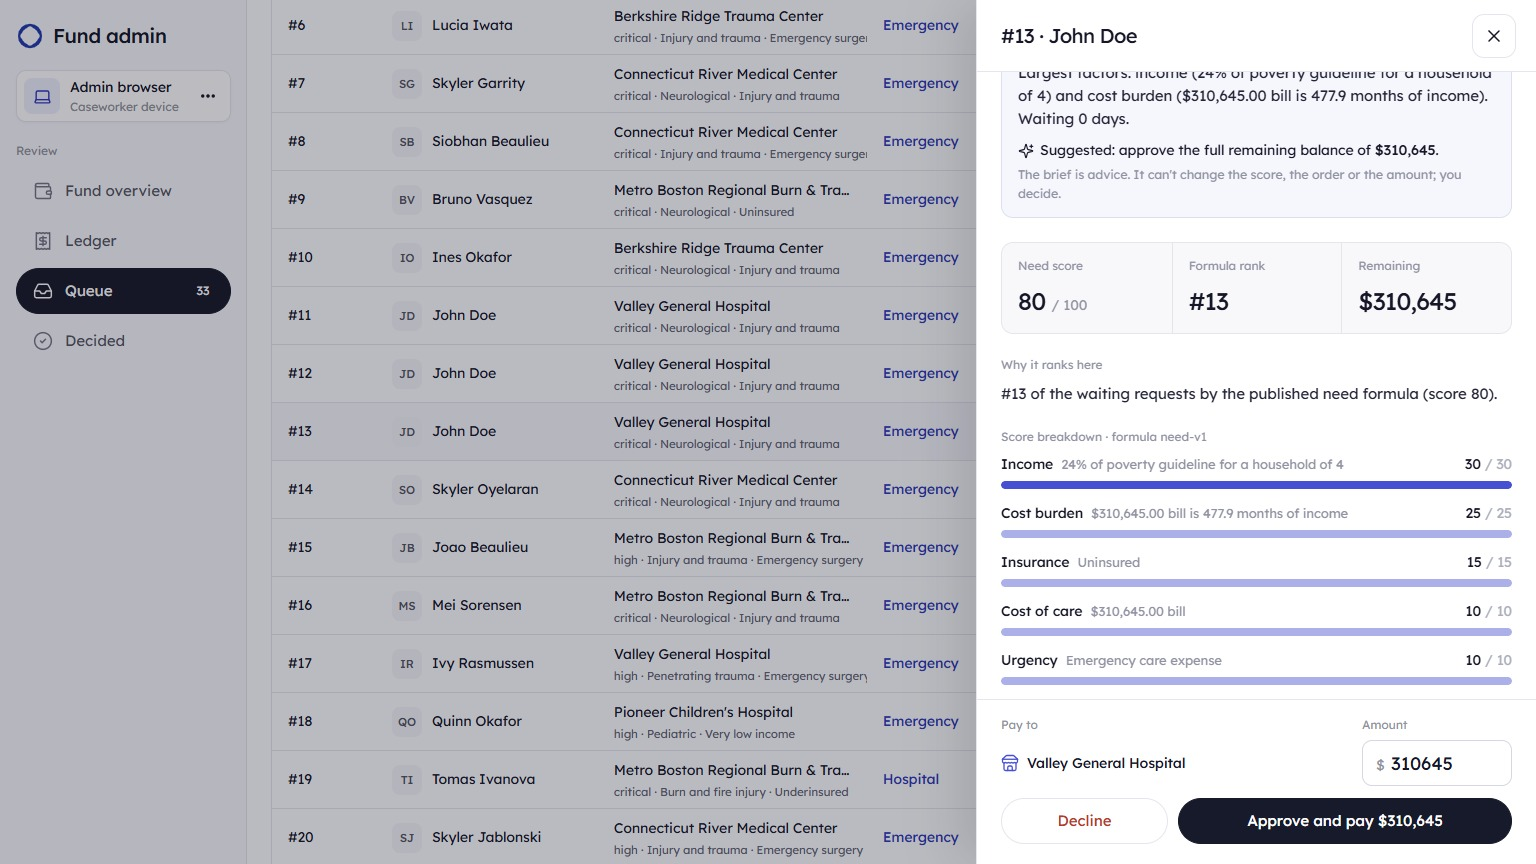 Fund admin
Admin browser
Caseworker device
Review
Fund overview
Ledger
Queue 33
Decided
#6 LI Lucia Iwata Berkshire Ridge Trauma Center Emergency
critical · Injury and trauma · Emergency surger
#7 SG Skyler Garrity Connecticut River Medical Center Emergency
critical · Neurological · Injury and trauma
#8 SB Siobhan Beaulieu Connecticut River Medical Center Emergency
critical · Injury and trauma · Emergency surger
#9 BV Bruno Vasquez Metro Boston Regional Burn & Tra... Emergency
critical · Neurological · Uninsured
#10 IO Ines Okafor Berkshire Ridge Trauma Center Emergency
critical · Neurological · Injury and trauma
#11 JD John Doe Valley General Hospital Emergency
critical · Neurological · Injury and trauma
#12 JD John Doe Valley General Hospital Emergency
critical · Neurological · Injury and trauma
#13 JD John Doe Valley General Hospital Emergency
critical · Neurological · Injury and trauma
#14 SO Skyler Oyelaran Connecticut River Medical Center Emergency
critical · Neurological · Injury and trauma
#15 JB Joao Beaulieu Metro Boston Regional Burn & Tra... Emergency
high · Injury and trauma · Emergency surgery
#16 MS Mei Sorensen Metro Boston Regional Burn & Tra... Emergency
critical · Neurological · Injury and trauma
#17 IR Ivy Rasmussen Valley General Hospital Emergency
high · Penetrating trauma · Emergency surgery
#18 QO Quinn Okafor Pioneer Children's Hospital Emergency
high · Pediatric · Very low income
#19 TI Tomas Ivanova Metro Boston Regional Burn & Tra... Hospital
critical · Burn and fire injury · Underinsured
#20 SJ Skyler Jablonski Connecticut River Medical Center Emergency
high · Injury and trauma · Emergency surgery
#13 · John Doe
Largest factors: income (24% of poverty guideline for a household
of 4) and cost burden ($310,645.00 bill is 477.9 months of income).
Waiting 0 days.
Suggested: approve the full remaining balance of $310,645.
The brief is advice. It can't change the score, the order or the amount; you
decide.
Need score Formula rank Remaining
80 / 100 #13 $310,645
Why it ranks here
#13 of the waiting requests by the published need formula (score 80).
Score breakdown · formula need-v1
Income 24% of poverty guideline for a household of 4 30 / 30
Cost burden $310,645.00 bill is 477.9 months of income 25 / 25
Insurance Uninsured 15 / 15
Cost of care $310,645.00 bill 10 / 10
Urgency Emergency care expense 10 / 10
Pay to Amount
Valley General Hospital $ 310645
Decline Approve and pay $310,645